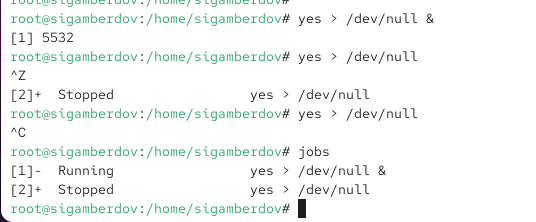 root@sigamberdov:/home/sigamberdov# yes > /dev/null &
[1] 5532
root@sigamberdov:/home/sigamberdov# yes > /dev/null
^Z
[2]+  Stopped                 yes > /dev/null
root@sigamberdov:/home/sigamberdov# yes > /dev/null
^C
root@sigamberdov:/home/sigamberdov# jobs
[1]-  Running                 yes > /dev/null &
[2]+  Stopped                 yes > /dev/null
root@sigamberdov:/home/sigamberdov#